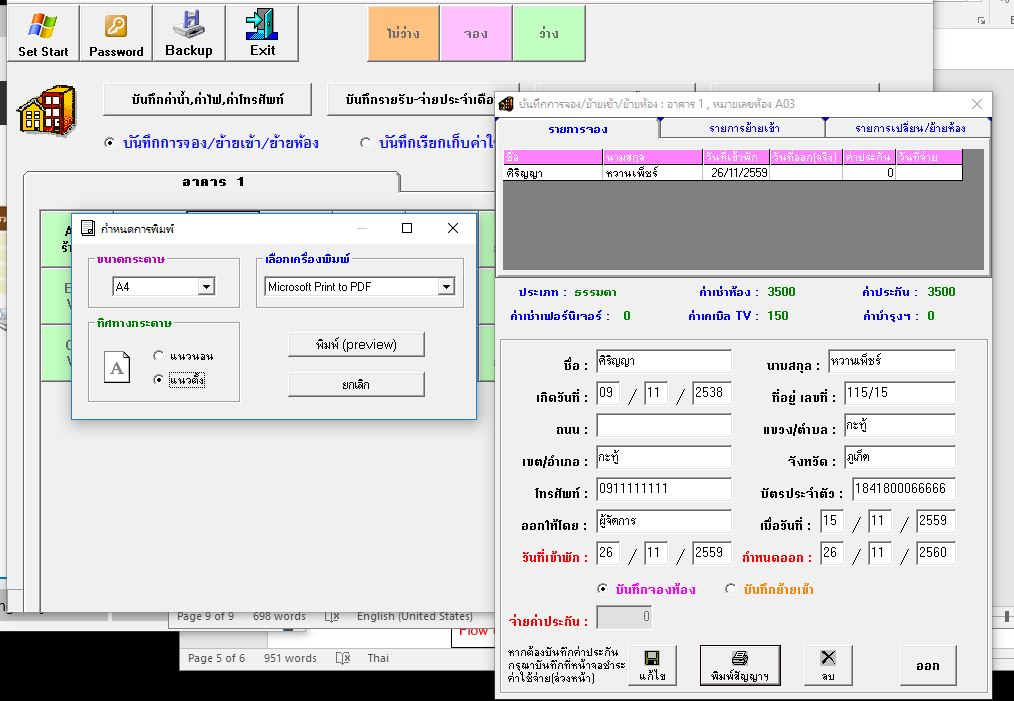 Set Start
Password
Backup
Exit
ไม่ว่าง
จอง
ว่าง
บันทึกค่าน้ำ,ค่าไฟ,ค่าโทรศัพท์
บันทึกรายรับ-จ่ายประจำเดือ
บันทึกการจอง/ย้ายเข้า/ย้ายห้อง
บันทึกเรียกเก็บค่าใ
อาคาร 1
กำหนดการพิมพ์
ขนาดกระดาษ
A4
เลือกเครื่องพิมพ์
Microsoft Print to PDF
ทิศทางกระดาษ
A
แนวนอน
แนวตั้ง
พิมพ์ (preview)
ยกเลิก
บันทึกการจอง/ย้ายเข้า/ย้ายห้อง : อาคาร 1 , หมายเลขห้อง A03
รายการจอง
รายการย้ายเข้า
รายการเปลี่ยน/ย้ายห้อง
ชื่อ นามสกุล วันที่เข้าพัก วันที่ออก(จริง) ค่าประกัน วันที่จ่าย
ศิริญญา หวานเพ็ชร์ 26/11/2559 0
ประเภท : ธรรมดา ค่าเช่าห้อง : 3500 ค่าประกัน : 3500
ค่าเช่าเฟอร์นิเจอร์ : 0 ค่าเคเบิล TV : 150 ค่าบำรุงฯ : 0
ชื่อ : ศิริญญา นามสกุล : หวานเพ็ชร์
เกิดวันที่ : 09 / 11 / 2538 ที่อยู่ เลขที่ : 115/15
ถนน : แขวง/ตำบล : กะทู้
เขต/อำเภอ : กะทู้ จังหวัด : ภูเก็ต
โทรศัพท์ : 0911111111 บัตรประจำตัว : 1841800066666
ออกให้โดย : ผู้จัดการ เมื่อวันที่ : 15 / 11 / 2559
วันที่เข้าพัก : 26 / 11 / 2559 กำหนดออก : 26 / 11 / 2560
บันทึกจองห้อง บันทึกย้ายเข้า
จ่ายค่าประกัน : 0
หากต้องบันทึกค่าประกัน
กรุณาบันทึกที่หน้าจอชำระ
ค่าใช้จ่าย(ล่วงหน้า)
แก้ไข
พิมพ์สัญญาฯ
ลบ
ออก
Page 9 of 9 698 words English (United States)
Page 5 of 6 951 words Thai